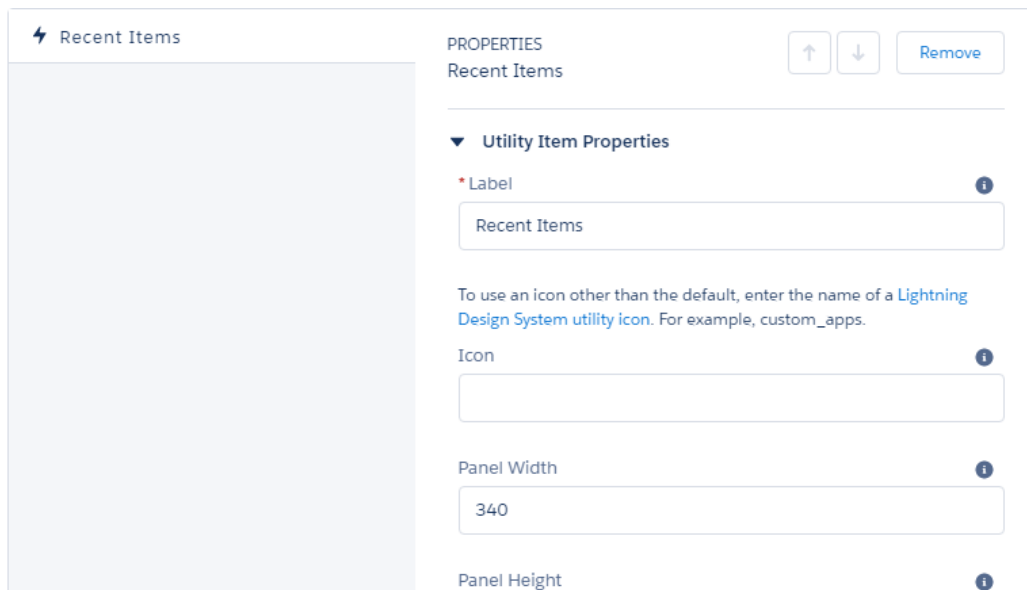 Recent Items
PROPERTIES
Recent Items
Remove
Utility Item Properties
* Label
Recent Items
To use an icon other than the default, enter the name of a Lightning
Design System utility icon. For example, custom_apps.
Icon
Panel Width
340
Panel Height